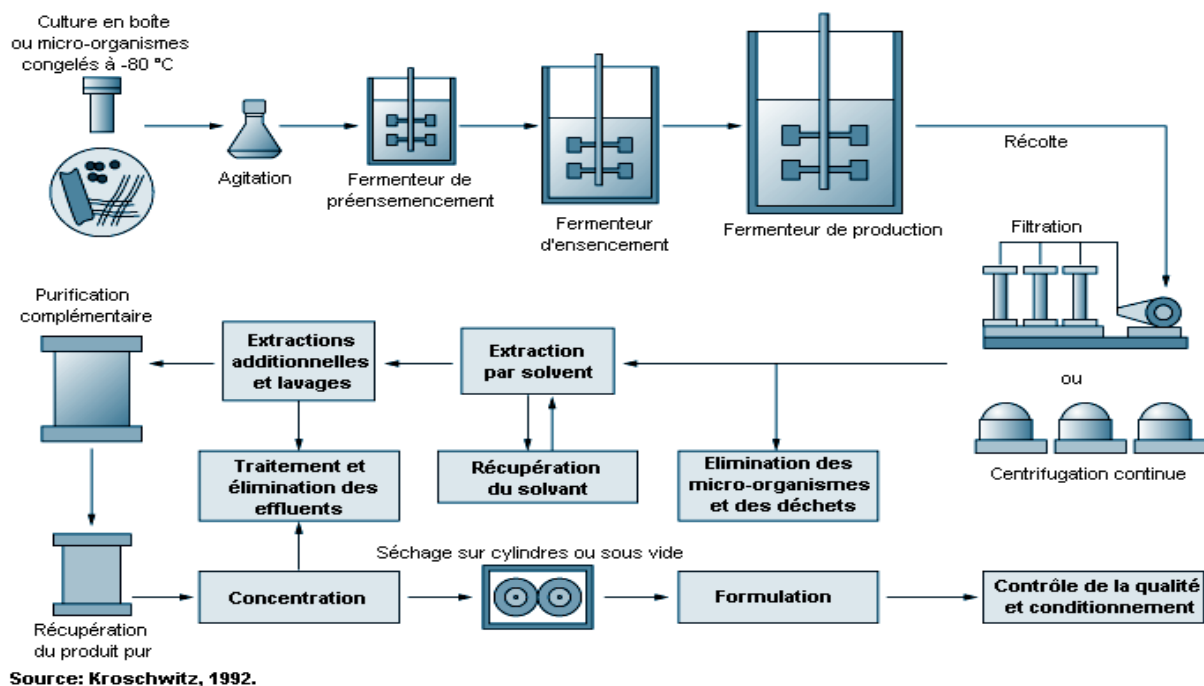 Culture en boîte
ou micro-organismes
congelés à -80 °C
Agitation
Fermenteur de
préensemencement
Fermenteur
d'ensencement
Fermenteur de production
Récolte
Filtration
ou
Centrifugation continue
Purification
complémentaire
Extractions
additionnelles
et lavages
Extraction
par solvent
Traitement et
élimination des
effluents
Récupération
du solvant
Elimination des
micro-organismes
et des déchets
Récupération
du produit pur
Concentration
Séchage sur cylindres ou sous vide
Formulation
Contrôle de la qualité
et conditionnement
Source: Kroschwitz, 1992.